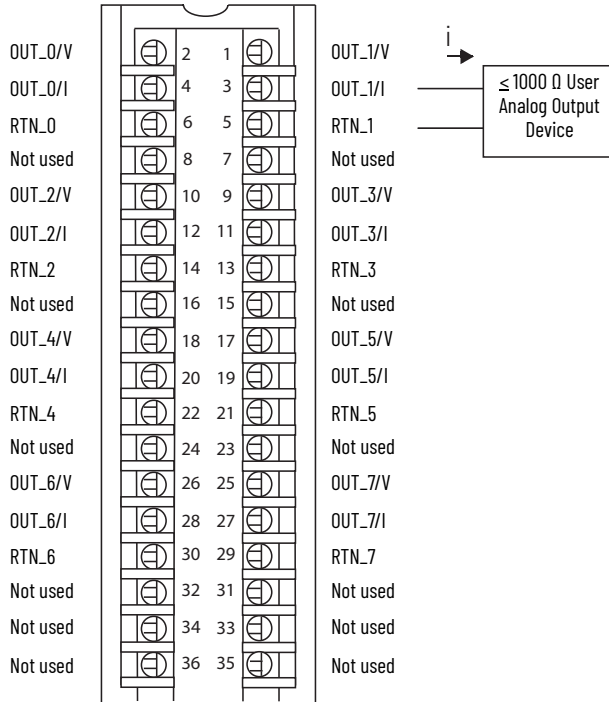 OUT_0/V 2 1 OUT_1/V
i
OUT_0/I 4 3 OUT_1/I
≤ 1000 Ω User
Analog Output
Device
RTN_0 6 5 RTN_1
Not used 8 7 Not used
OUT_2/V 10 9 OUT_3/V
OUT_2/I 12 11 OUT_3/I
RTN_2 14 13 RTN_3
Not used 16 15 Not used
OUT_4/V 18 17 OUT_5/V
OUT_4/I 20 19 OUT_5/I
RTN_4 22 21 RTN_5
Not used 24 23 Not used
OUT_6/V 26 25 OUT_7/V
OUT_6/I 28 27 OUT_7/I
RTN_6 30 29 RTN_7
Not used 32 31 Not used
Not used 34 33 Not used
Not used 36 35 Not used